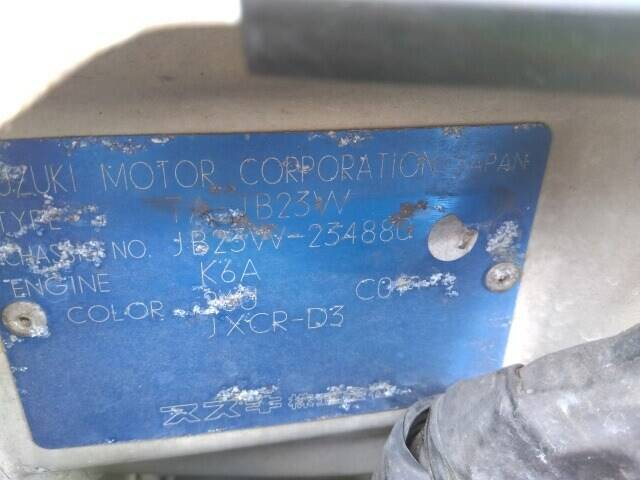 SUZUKI MOTOR CORPORATION JAPAN
TYPE TA-JB23W
CHASSIS NO. JB23W-234880
ENGINE K6A
COLOR
JXCR-D3
スズキ株式会社